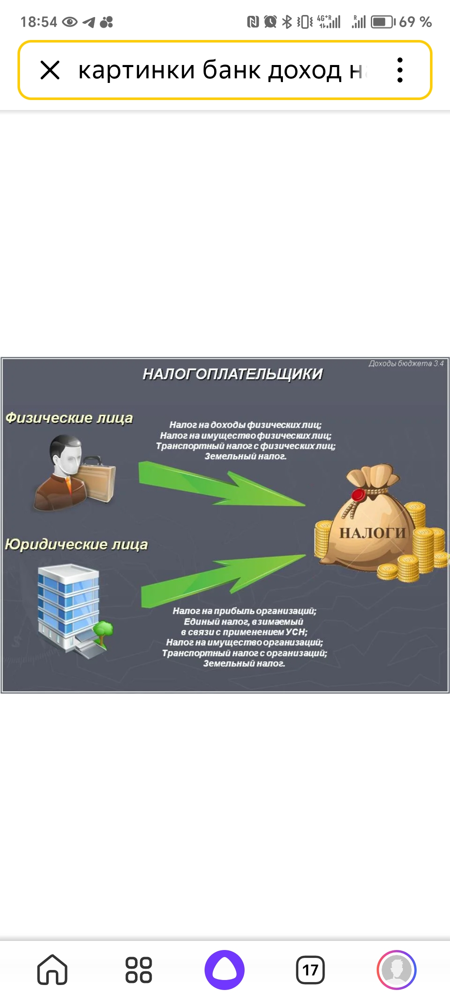 18:54
4G+R
R
69 %
картинки банк доход
Доходы бюджета 3.4
НАЛОГОПЛАТЕЛЬЩИКИ
Физические лица
Налог на доходы физических лиц;
Налог на имущество физических лиц;
Транспортный налог с физических лиц;
Земельный налог.
НАЛОГИ
Юридические лица
Налог на прибыль организаций;
Единый налог, взимаемый
в связи с применением УСН;
Налог на имущество организаций;
Транспортный налог с организаций;
Земельный налог.
17